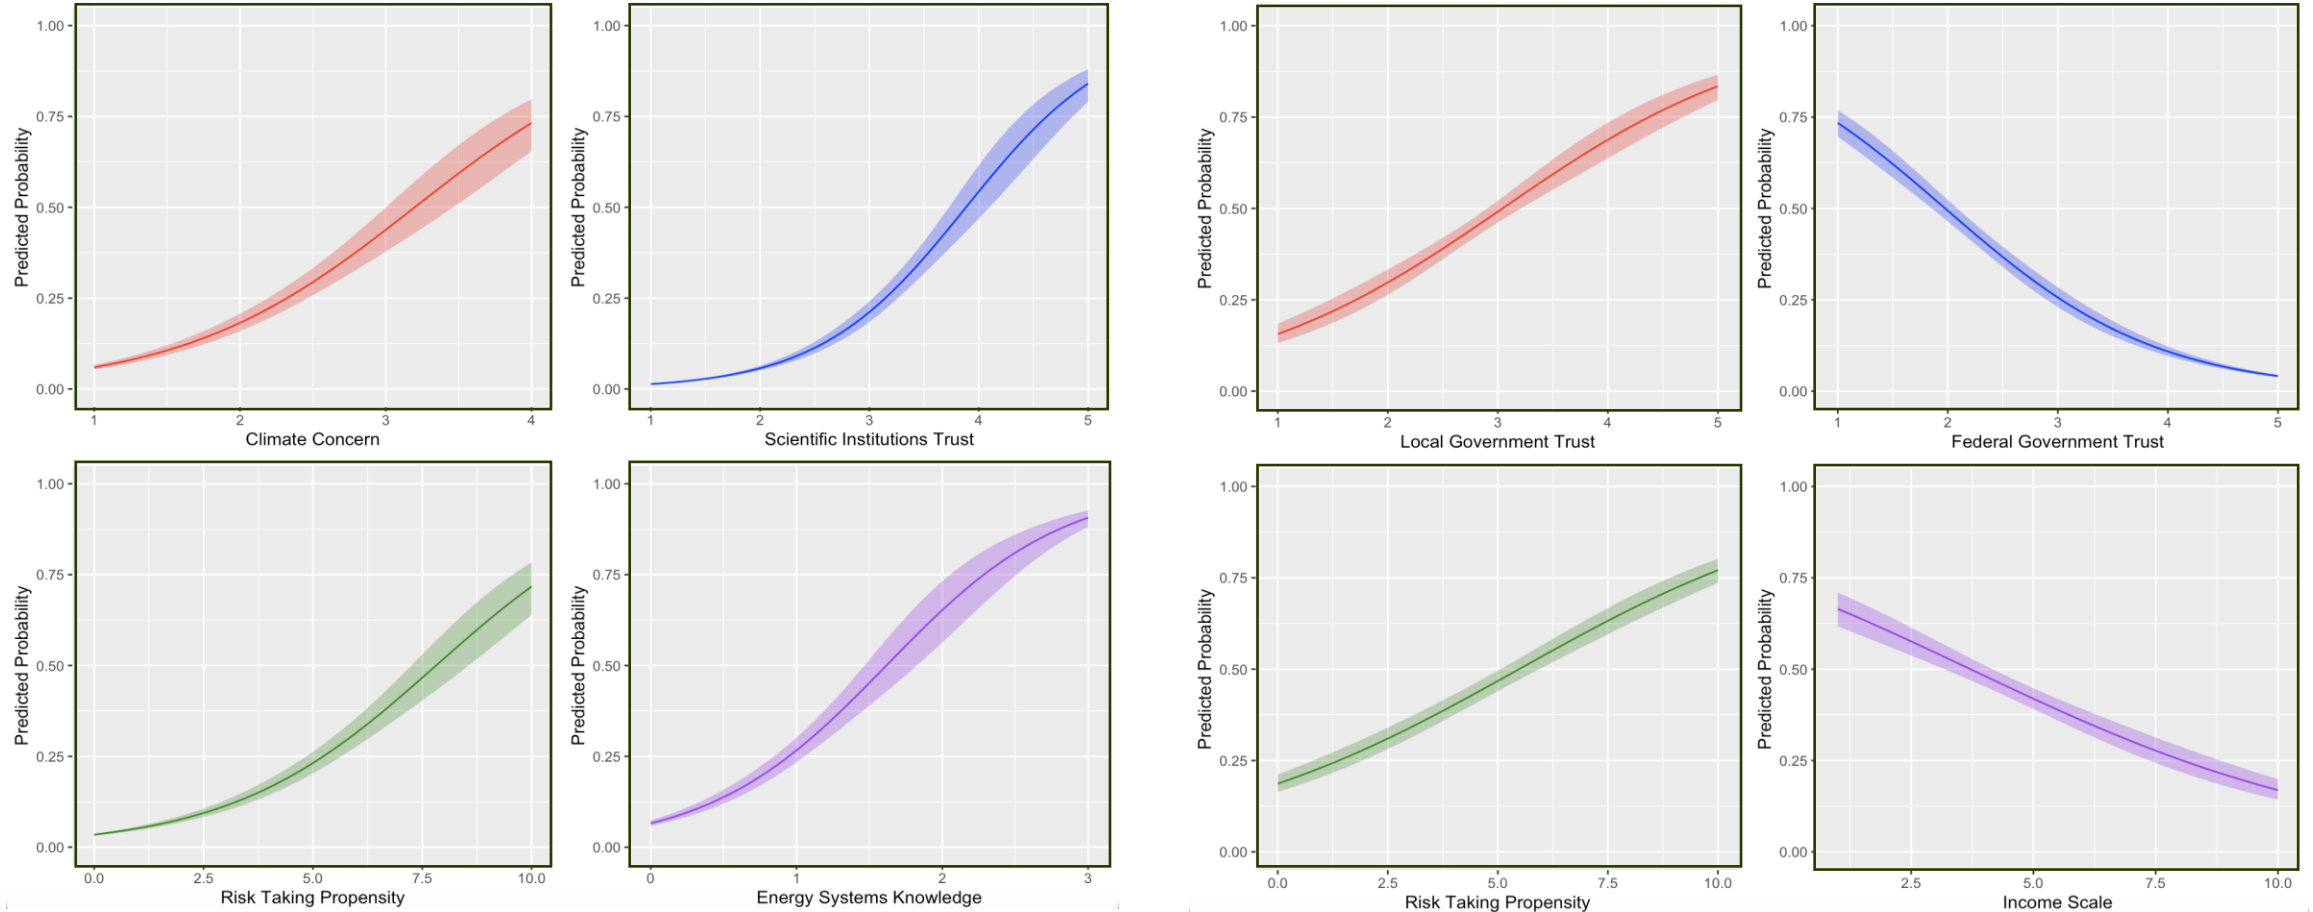 Predicted Probability
1.00
0.75
0.50
0.25
0.00
1 2 3 4
Climate Concern
Predicted Probability
1.00
0.75
0.50
0.25
0.00
1 2 3 4 5
Scientific Institutions Trust
Predicted Probability
1.00
0.75
0.50
0.25
0.00
1 2 3 4 5
Local Government Trust
Predicted Probability
1.00
0.75
0.50
0.25
0.00
1 2 3 4 5
Federal Government Trust
Predicted Probability
1.00
0.75
0.50
0.25
0.00
0.0 2.5 5.0 7.5 10.0
Risk Taking Propensity
Predicted Probability
1.00
0.75
0.50
0.25
0.00
0 1 2 3
Energy Systems Knowledge
Predicted Probability
1.00
0.75
0.50
0.25
0.00
0.0 2.5 5.0 7.5 10.0
Risk Taking Propensity
Predicted Probability
1.00
0.75
0.50
0.25
0.00
2.5 5.0 7.5 10.0
Income Scale